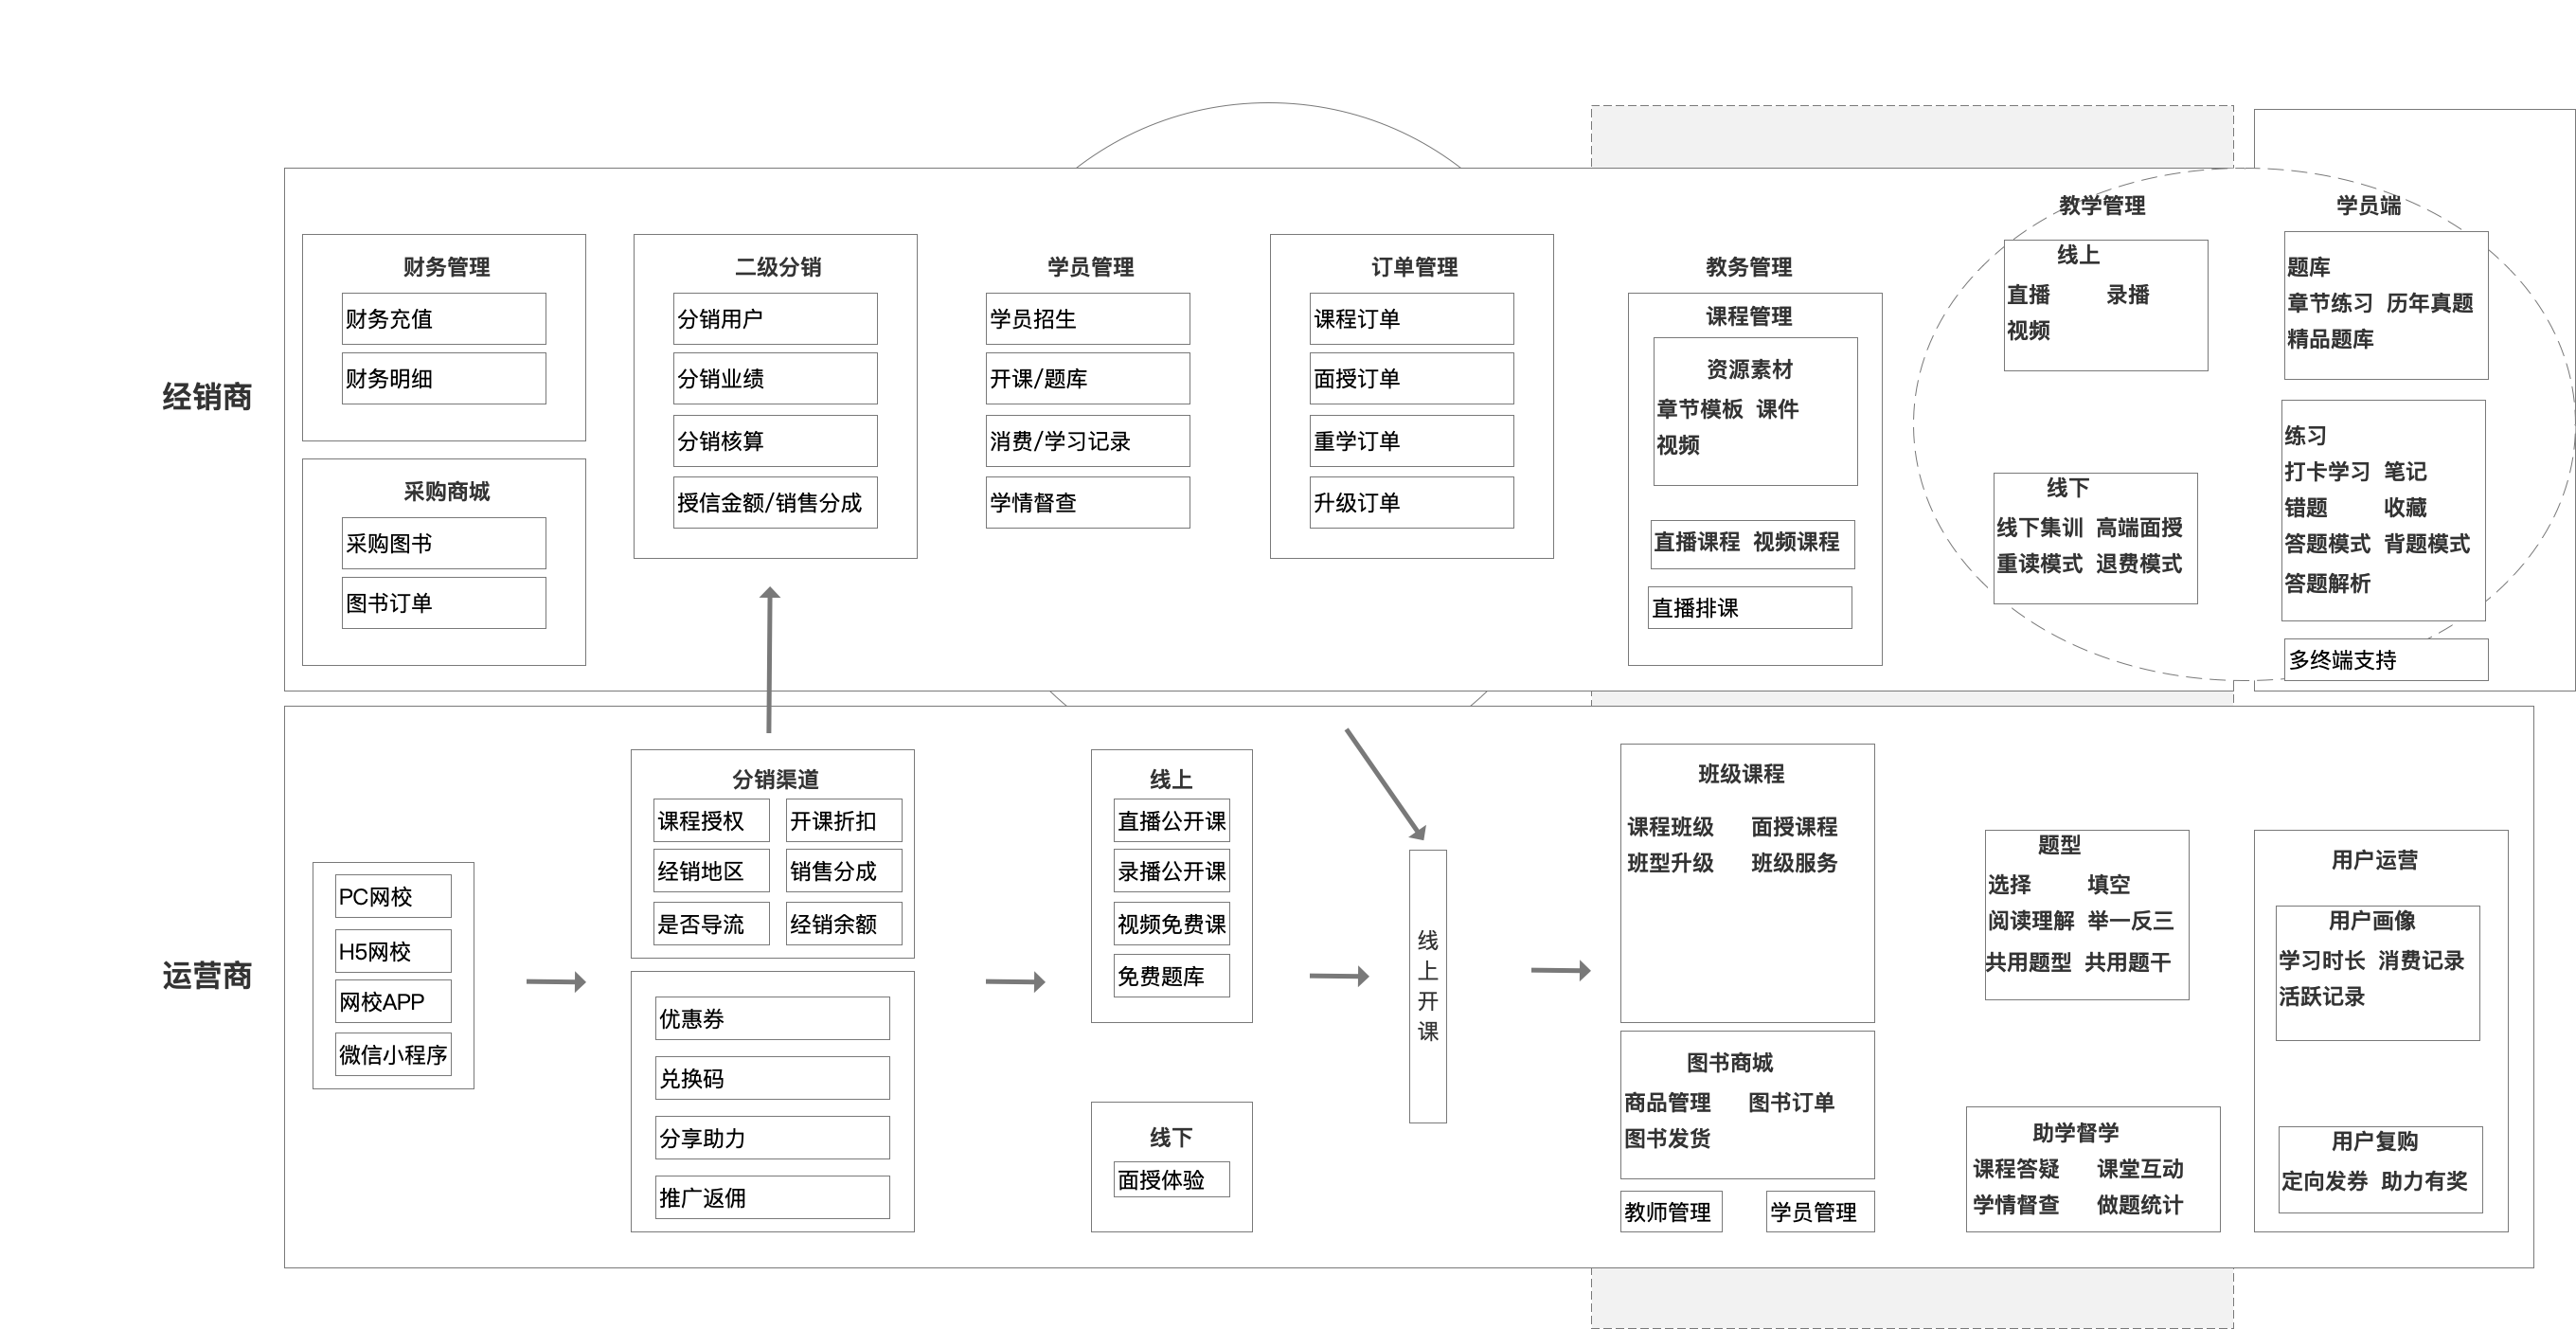 经销商
财务管理
财务充值
财务明细
采购商城
采购图书
图书订单
二级分销
分销用户
分销业绩
分销核算
授信金额/销售分成
学员管理
学员招生
开课/题库
消费/学习记录
学情督查
订单管理
课程订单
面授订单
重学订单
升级订单
教务管理
课程管理
资源素材
章节模板 课件
视频
直播课程 视频课程
直播排课
教学管理
线上
直播 录播
视频
线下
线下集训 高端面授
重读模式 退费模式
学员端
题库
章节练习 历年真题
精品题库
练习
打卡学习 笔记
错题 收藏
答题模式 背题模式
答题解析
多终端支持
运营商
PC网校
H5网校
网校APP
微信小程序
分销渠道
课程授权 开课折扣
经销地区 销售分成
是否导流 经销余额
优惠券
兑换码
分享助力
推广返佣
线上
直播公开课
录播公开课
视频免费课
免费题库
线下
面授体验
线
上
开
课
班级课程
课程班级 面授课程
班型升级 班级服务
图书商城
商品管理 图书订单
图书发货
教师管理 学员管理
题型
选择 填空
阅读理解 举一反三
共用题型 共用题干
助学督学
课程答疑 课堂互动
学情督查 做题统计
用户运营
用户画像
学习时长 消费记录
活跃记录
用户复购
定向发券 助力有奖